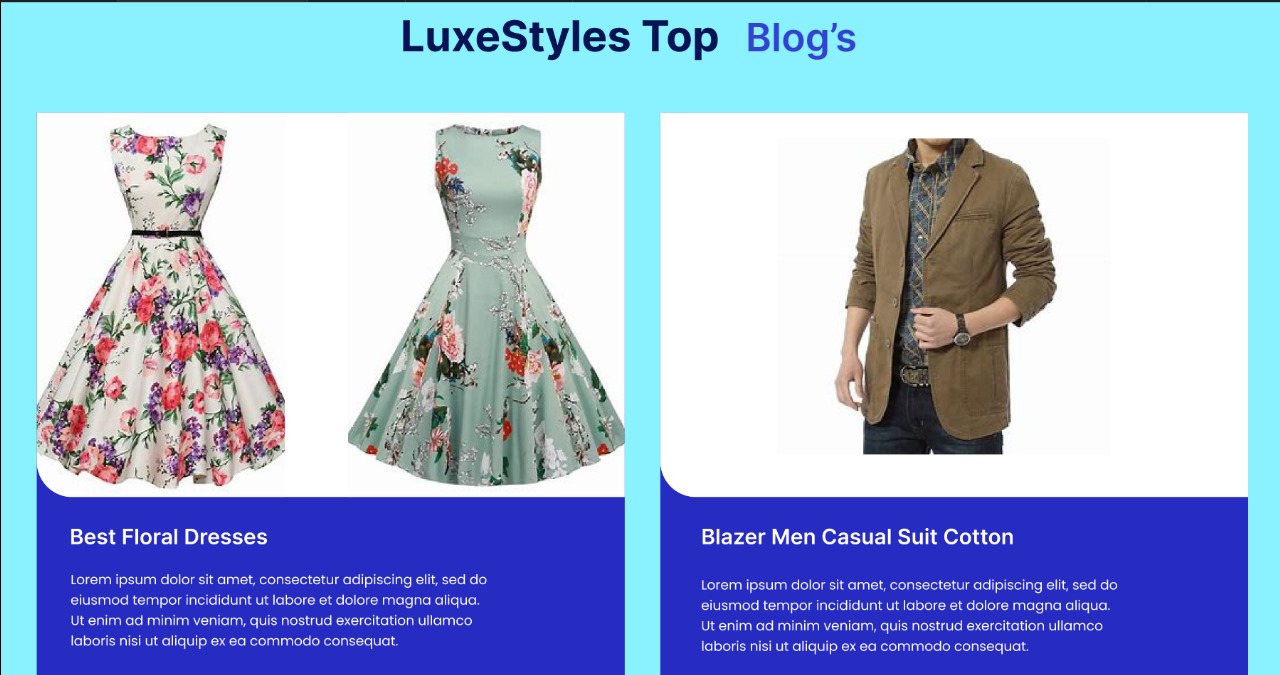 LuxeStyles Top Blog’s
Best Floral Dresses
Lorem ipsum dolor sit amet, consectetur adipiscing elit, sed do
eiusmod tempor incididunt ut labore et dolore magna aliqua.
Ut enim ad minim veniam, quis nostrud exercitation ullamco
laboris nisi ut aliquip ex ea commodo consequat.
Blazer Men Casual Suit Cotton
Lorem ipsum dolor sit amet, consectetur adipiscing elit, sed do
eiusmod tempor incididunt ut labore et dolore magna aliqua.
Ut enim ad minim veniam, quis nostrud exercitation ullamco
laboris nisi ut aliquip ex ea commodo consequat.